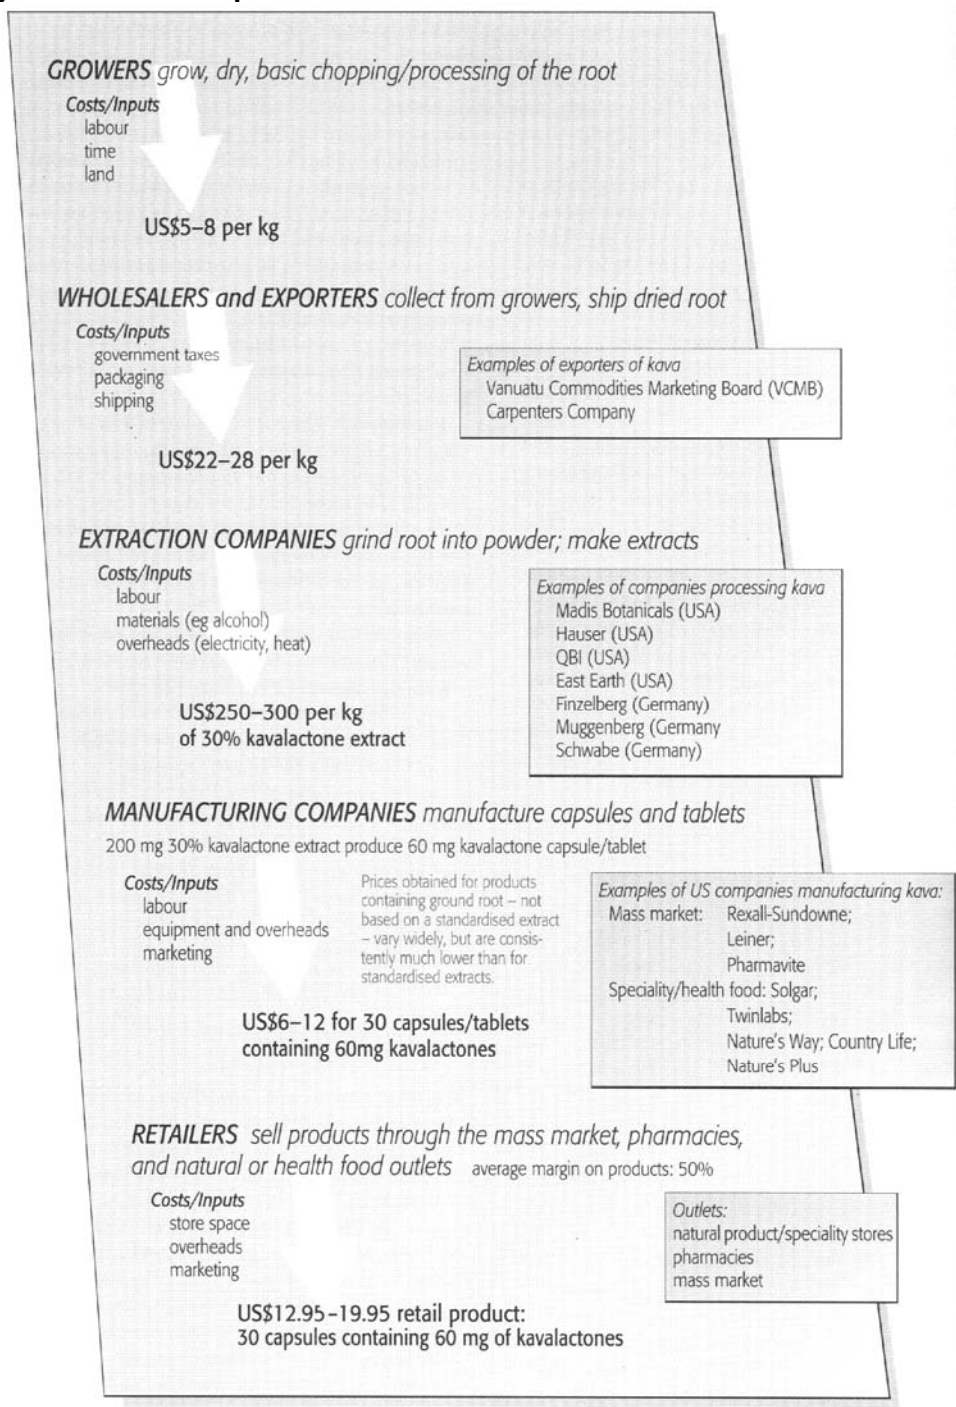 GROWERS grow, dry, basic chopping/processing of the root
Costs/Inputs
labour
time
land
US$5–8 per kg
WHOLESALERS and EXPORTERS collect from growers, ship dried root
Costs/Inputs
government taxes
packaging
shipping
Examples of exporters of kava
Vanuatu Commodities Marketing Board (VCMB)
Carpenters Company
US$22–28 per kg
EXTRACTION COMPANIES grind root into powder; make extracts
Costs/Inputs
labour
materials (eg alcohol)
overheads (electricity, heat)
Examples of companies processing kava
Madis Botanicals (USA)
Hauser (USA)
QBI (USA)
East Earth (USA)
Finzelberg (Germany)
Muggenberg (Germany
Schwabe (Germany)
US$250–300 per kg
of 30% kavalactone extract
MANUFACTURING COMPANIES manufacture capsules and tablets
200 mg 30% kavalactone extract produce 60 mg kavalactone capsule/tablet
Costs/Inputs
labour
equipment and overheads
marketing
Prices obtained for products
containing ground root – not
based on a standardised extract
– vary widely, but are consis-
tently much lower than for
standardised extracts.
Examples of US companies manufacturing kava:
Mass market: Rexall-Sundowne;
Leiner;
Pharmavite
Speciality/health food: Solgar;
Twinlabs;
Nature's Way; Country Life;
Nature's Plus
US$6–12 for 30 capsules/tablets
containing 60mg kavalactones
RETAILERS sell products through the mass market, pharmacies,
and natural or health food outlets average margin on products: 50%
Costs/Inputs
store space
overheads
marketing
Outlets:
natural product/speciality stores
pharmacies
mass market
US$12.95–19.95 retail product:
30 capsules containing 60 mg of kavalactones